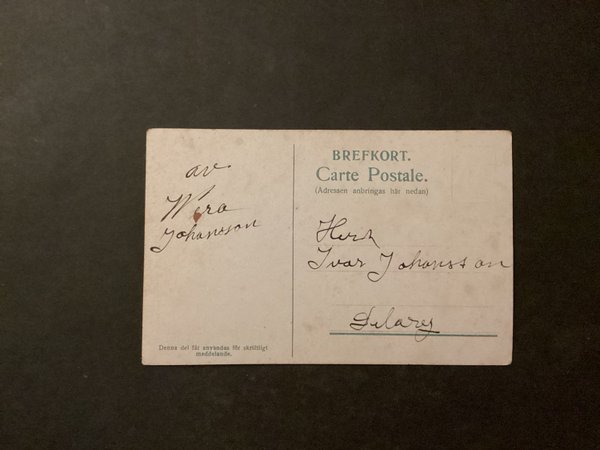 BREFKORT.
Carte Postale.
(Adressen anbringas här nedan)
av
Wera
Johansson
Herr
Ivar Johansson
Delary
Denna del får användas för skriftligt
meddelande.